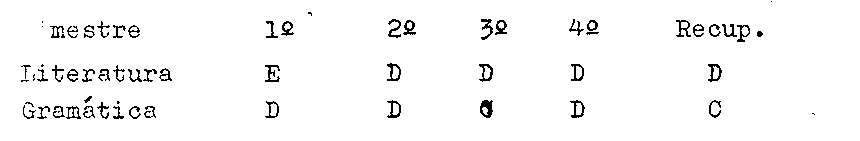 mestre 1º 2º 3º 4º Recup.
Literatura E D D D D
Gramática D D D C